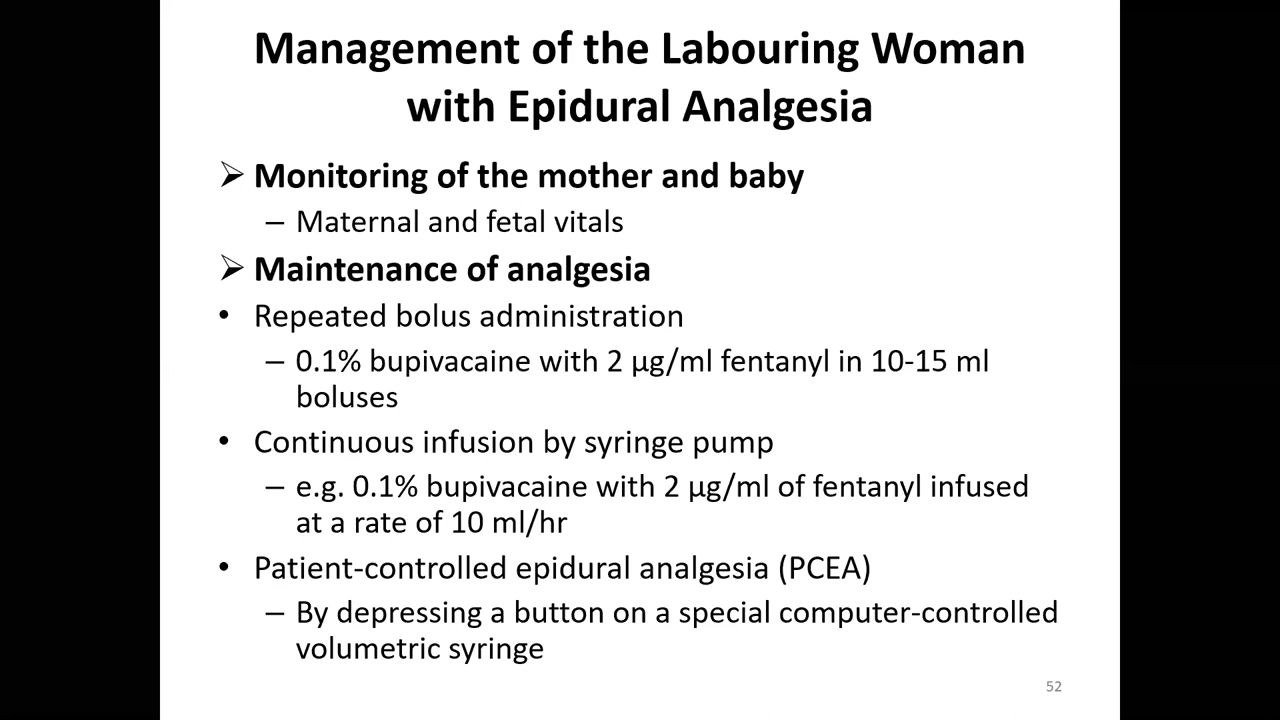 Management of the Labouring Woman
with Epidural Analgesia
➢ Monitoring of the mother and baby
– Maternal and fetal vitals
➢ Maintenance of analgesia
• Repeated bolus administration
– 0.1% bupivacaine with 2 µg/ml fentanyl in 10-15 ml
boluses
• Continuous infusion by syringe pump
– e.g. 0.1% bupivacaine with 2 µg/ml of fentanyl infused
at a rate of 10 ml/hr
• Patient-controlled epidural analgesia (PCEA)
– By depressing a button on a special computer-controlled
volumetric syringe
52